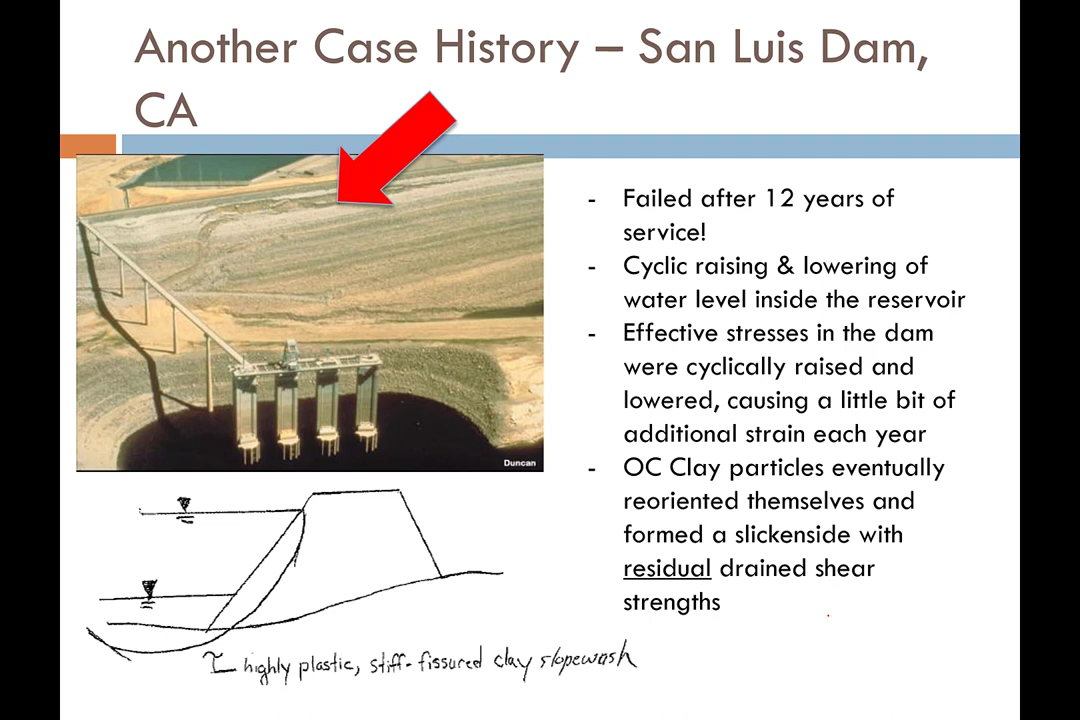 Another Case History – San Luis Dam,
CA
Duncan
- Failed after 12 years of
service!
- Cyclic raising & lowering of
water level inside the reservoir
- Effective stresses in the dam
were cyclically raised and
lowered, causing a little bit of
additional strain each year
- OC Clay particles eventually
reoriented themselves and
formed a slickenside with
residual drained shear
strengths
highly plastic, stiff-fissured clay slopewash